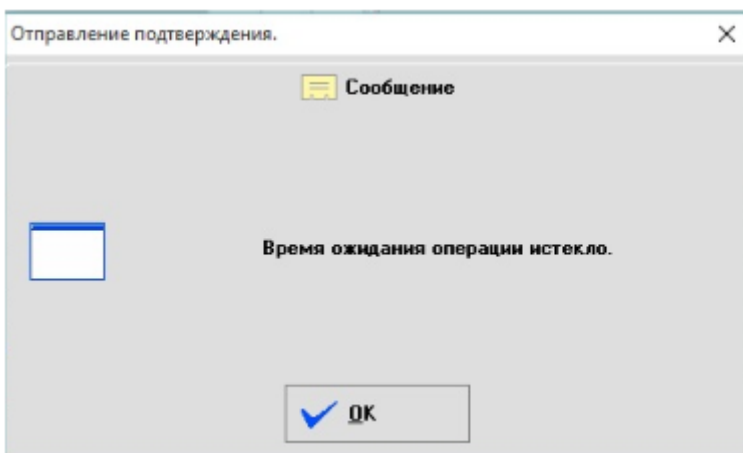 Отправление подтверждения.
Сообщение
Время ожидания операции истекло.
OK